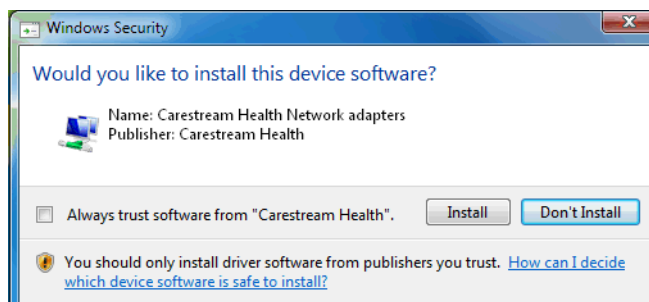 Windows Security
Would you like to install this device software?
Name: Carestream Health Network adapters
Publisher: Carestream Health
Always trust software from "Carestream Health".
Install
Don't Install
You should only install driver software from publishers you trust. How can I decide
which device software is safe to install?